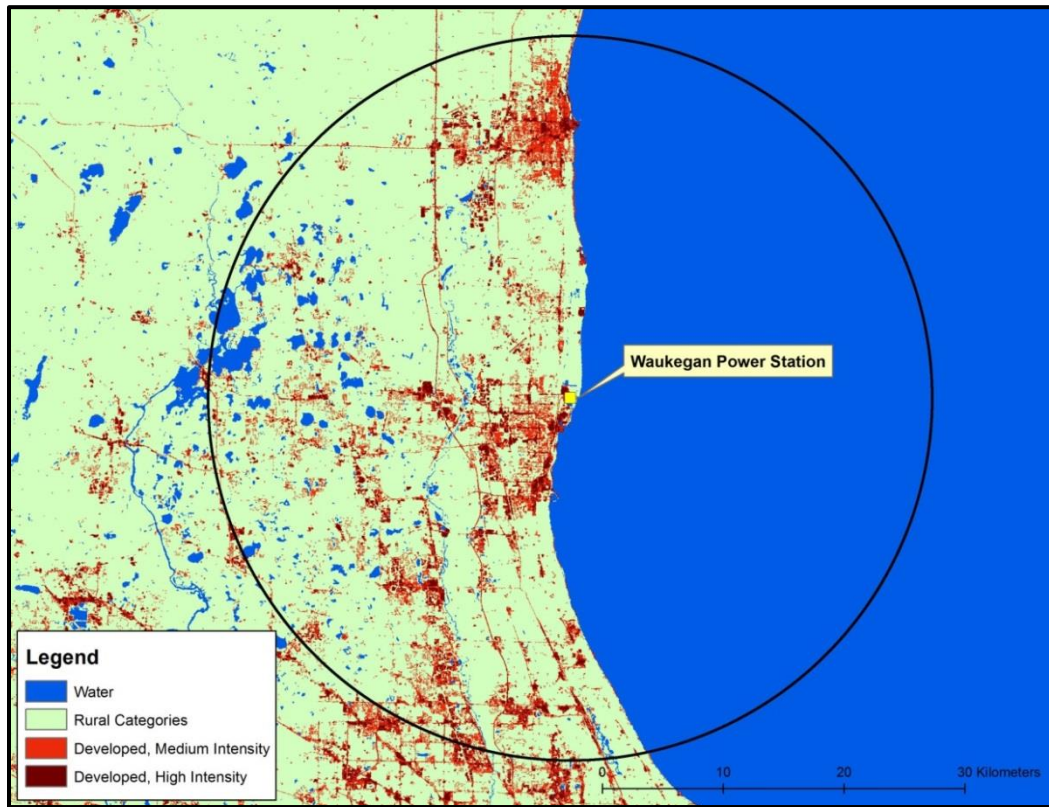 Waukegan Power Station
Legend
Water
Rural Categories
Developed, Medium Intensity
Developed, High Intensity
0 10 20 30 Kilometers